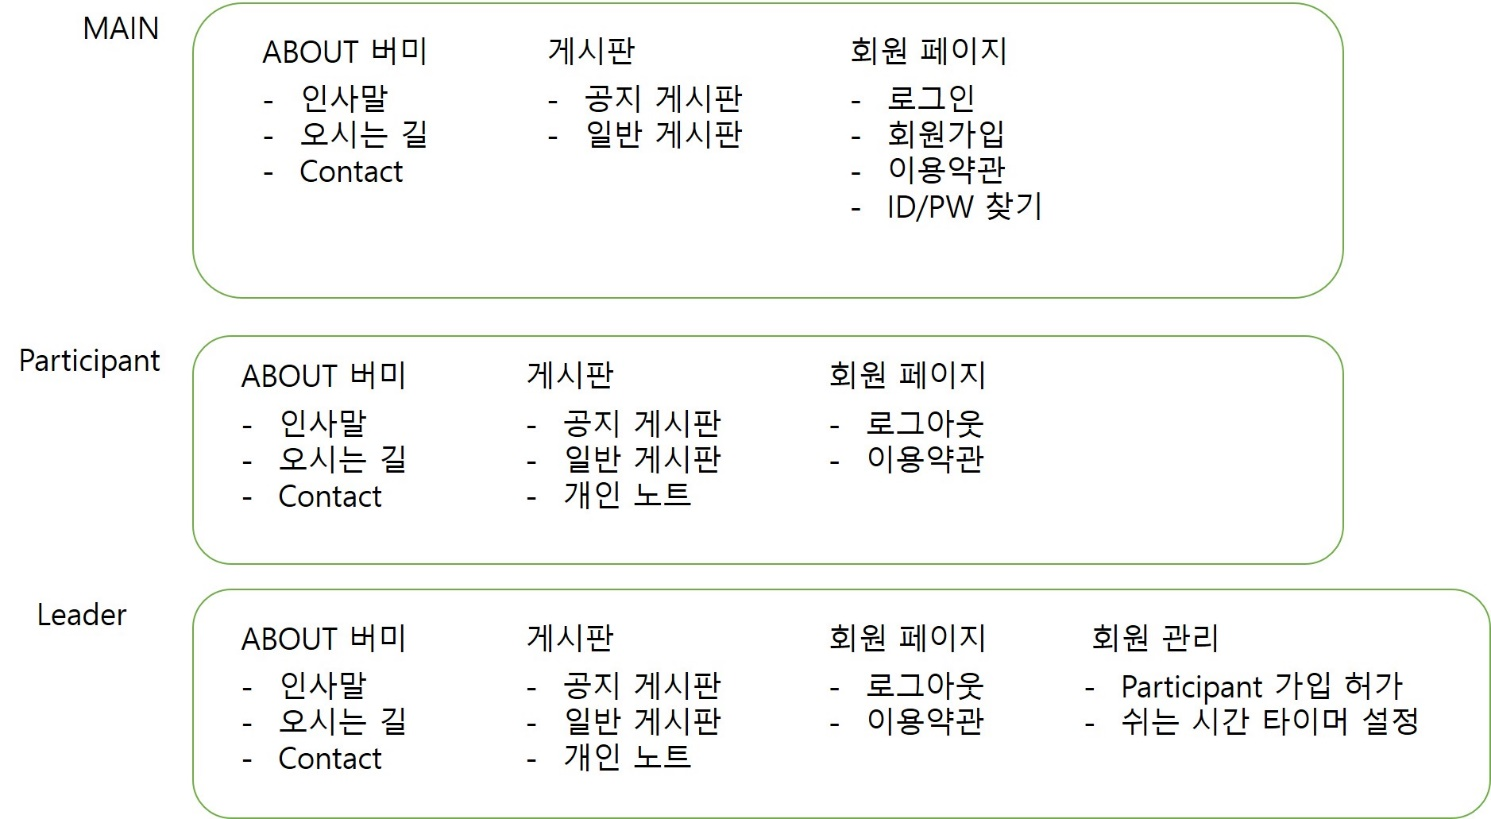 MAIN
ABOUT 버미
- 인사말
- 오시는 길
- Contact
게시판
- 공지 게시판
- 일반 게시판
회원 페이지
- 로그인
- 회원가입
- 이용약관
- ID/PW 찾기
Participant
ABOUT 버미
- 인사말
- 오시는 길
- Contact
게시판
- 공지 게시판
- 일반 게시판
- 개인 노트
회원 페이지
- 로그아웃
- 이용약관
Leader
ABOUT 버미
- 인사말
- 오시는 길
- Contact
게시판
- 공지 게시판
- 일반 게시판
- 개인 노트
회원 페이지
- 로그아웃
- 이용약관
회원 관리
- Participant 가입 허가
- 쉬는 시간 타이머 설정